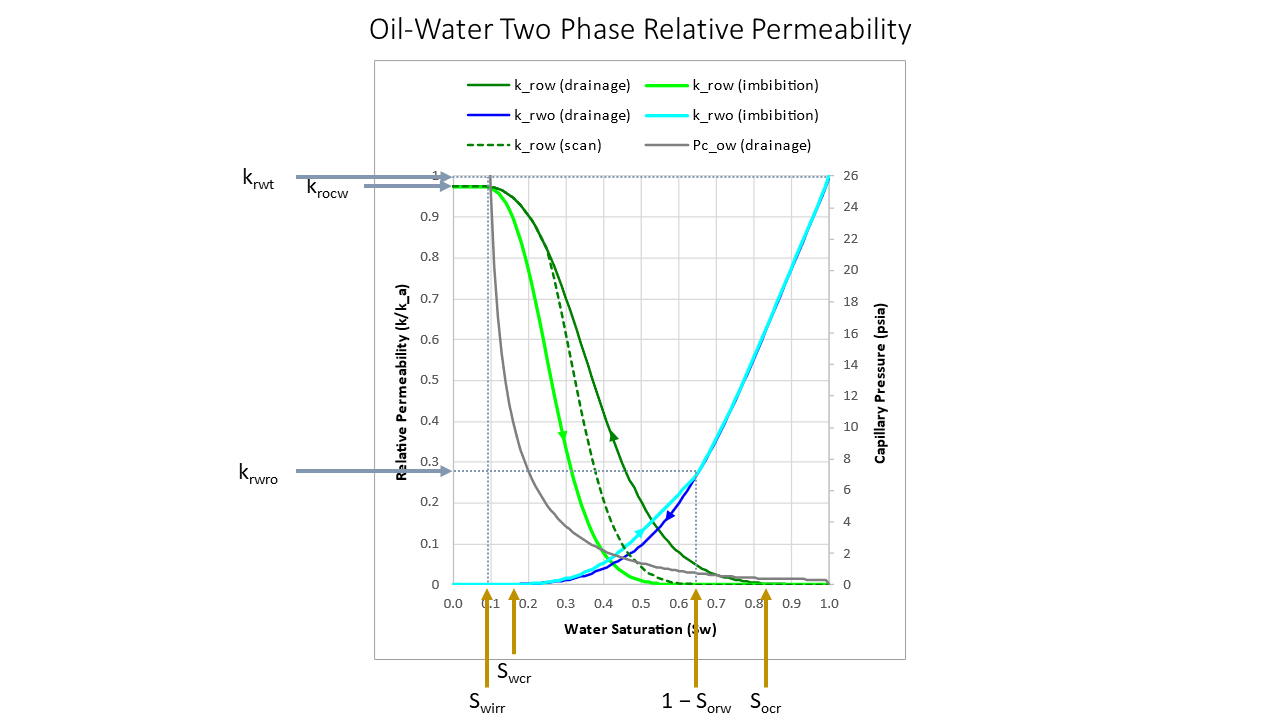 Oil-Water Two Phase Relative Permeability
k_row (drainage) k_row (imbibition)
k_rwo (drainage) k_rwo (imbibition)
k_row (scan) Pc_ow (drainage)
krwt
krocw
krwro
Relative Permeability (k/k_a)
1
0.9
0.8
0.7
0.6
0.5
0.4
0.3
0.2
0.1
0
26
24
22
20
18
16
14
12
10
8
6
4
2
0
Capillary Pressure (psia)
0.0 0.1 0.2 0.3 0.4 0.5 0.6 0.7 0.8 0.9 1.0
Water Saturation (Sw)
Swcr
Swirr 1 – Sorw Socr